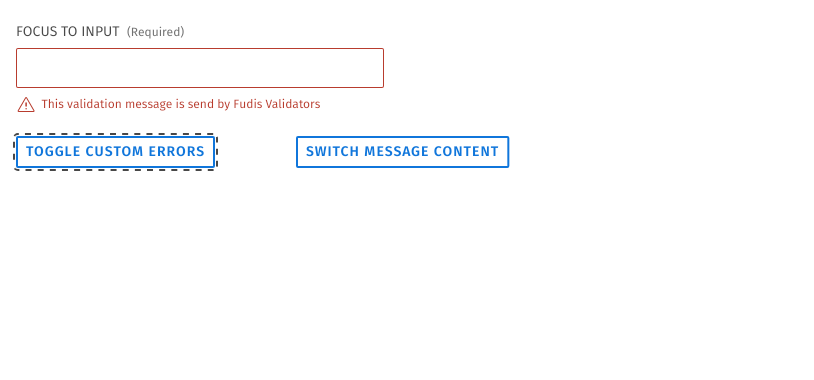 FOCUS TO INPUT (Required)
This validation message is send by Fudis Validators
TOGGLE CUSTOM ERRORS SWITCH MESSAGE CONTENT